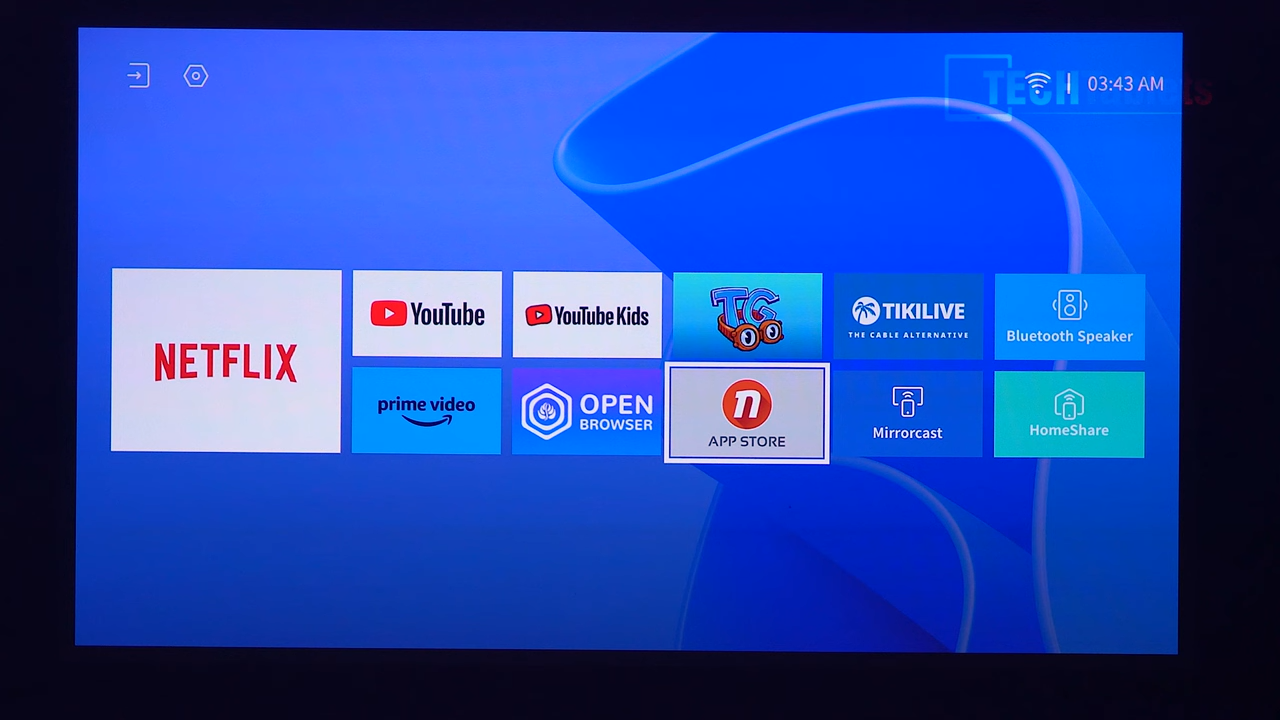 TECH
03:43 AM
NETFLIX
YouTube
YouTube Kids
TG
TIKILIVE
THE CABLE ALTERNATIVE
Bluetooth Speaker
prime video
OPEN
BROWSER
n
APP STORE
Mirrorcast
HomeShare